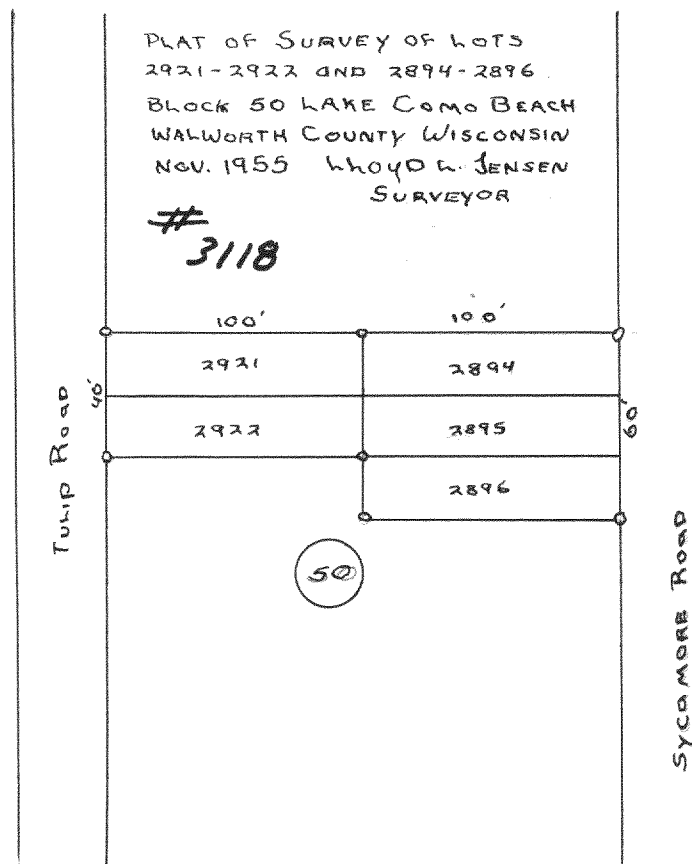 PLAT OF SURVEY OF LOTS
2921-2922 AND 2894-2896
BLOCK 50 LAKE COMO BEACH
WALWORTH COUNTY WISCONSIN
NOV. 1955 LLOYD L. JENSEN
SURVEYOR
#
3118
100' 100'
2921 2894
40'
2922 2895
60'
2896
TULIP ROAD
50
SYCAMORE ROAD